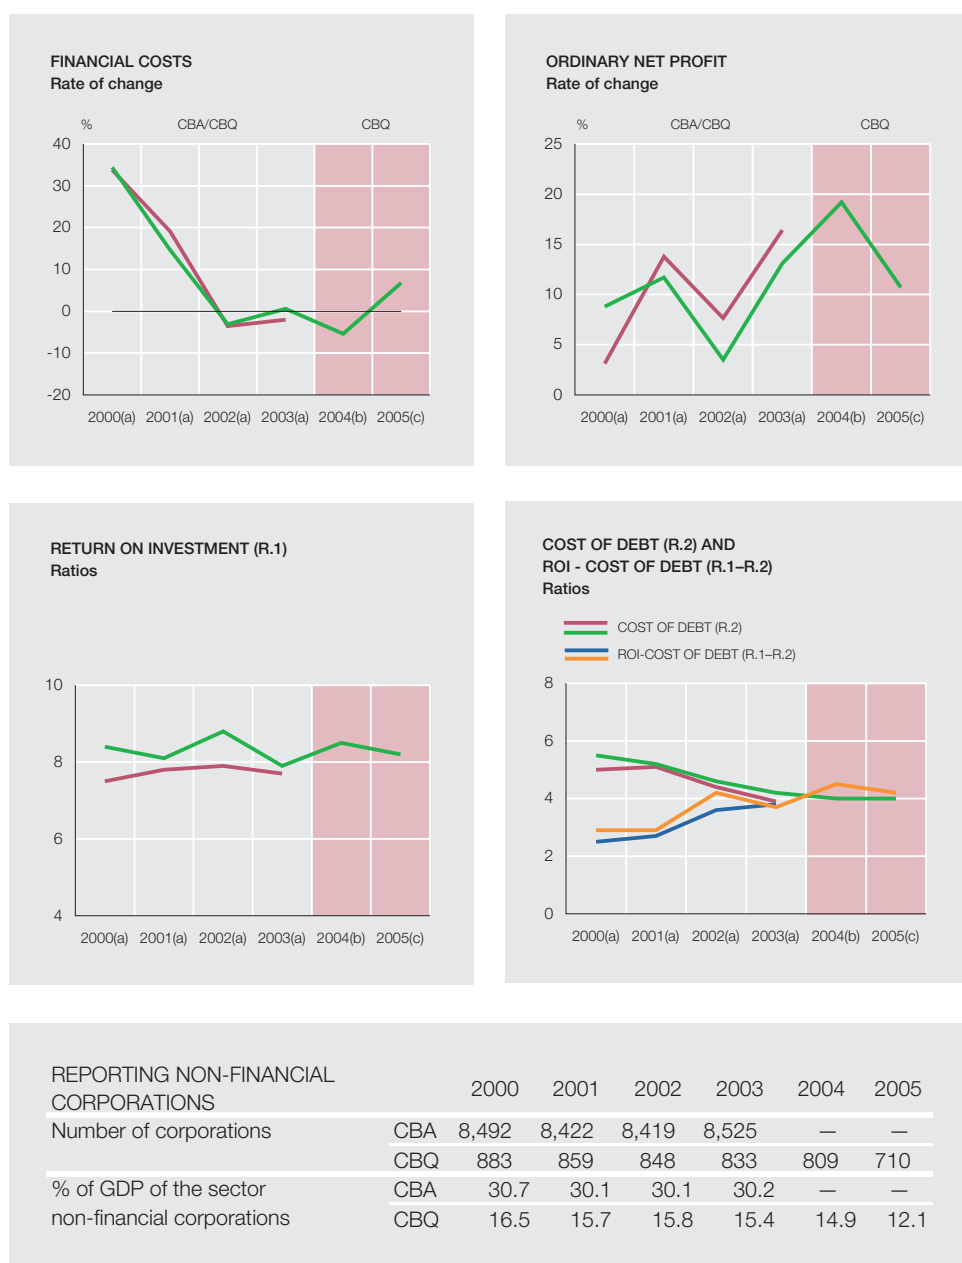 FINANCIAL COSTS
Rate of change
% CBA/CBQ CBQ
40
30
20
10
0
-10
-20
2000(a) 2001(a) 2002(a) 2003(a) 2004(b) 2005(c)
ORDINARY NET PROFIT
Rate of change
% CBA/CBQ CBQ
25
20
15
10
5
0
2000(a) 2001(a) 2002(a) 2003(a) 2004(b) 2005(c)
RETURN ON INVESTMENT (R.1)
Ratios
10
8
6
4
2000(a) 2001(a) 2002(a) 2003(a) 2004(b) 2005(c)
COST OF DEBT (R.2) AND
ROI - COST OF DEBT (R.1–R.2)
Ratios
COST OF DEBT (R.2)
ROI-COST OF DEBT (R.1–R.2)
8
6
4
2
0
2000(a) 2001(a) 2002(a) 2003(a) 2004(b) 2005(c)
REPORTING NON-FINANCIAL
CORPORATIONS 2000 2001 2002 2003 2004 2005
Number of corporations CBA 8,492 8,422 8,419 8,525 — —
CBQ 883 859 848 833 809 710
% of GDP of the sector CBA 30.7 30.1 30.1 30.2 — —
non-financial corporations CBQ 16.5 15.7 15.8 15.4 14.9 12.1